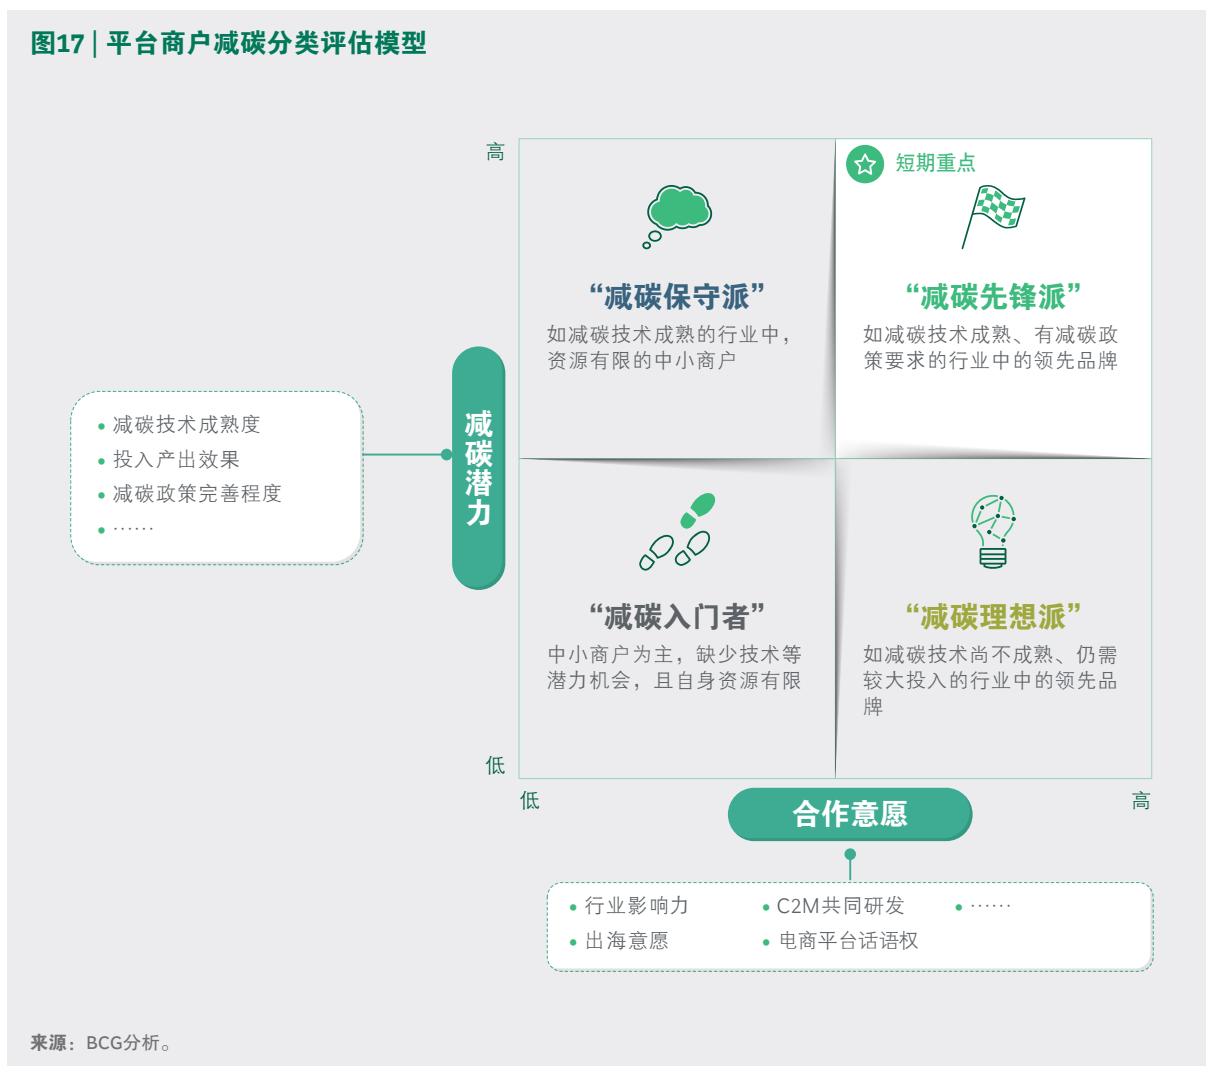 图17 | 平台商户减碳分类评估模型
高
短期重点
“减碳保守派”
如减碳技术成熟的行业中，
资源有限的中小商户
“减碳先锋派”
如减碳技术成熟、有减碳政
策要求的行业中的领先品牌
减碳潜力
• 减碳技术成熟度
• 投入产出效果
• 减碳政策完善程度
• ……
“减碳入门者”
中小商户为主，缺少技术等
潜力机会，且自身资源有限
“减碳理想派”
如减碳技术尚不成熟、仍需
较大投入的行业中的领先品
牌
低
低
高
合作意愿
• 行业影响力
• C2M共同研发
• ……
• 出海意愿
• 电商平台话语权
来源：BCG分析。